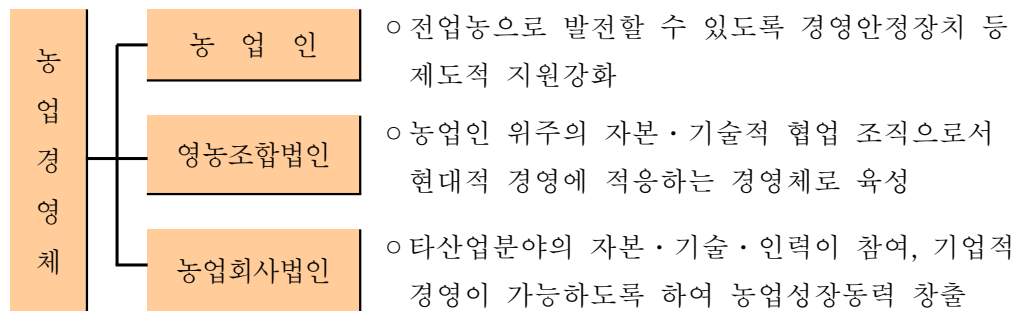 농업경영체
농 업 인
○ 전업농으로 발전할 수 있도록 경영안정장치 등
제도적 지원강화
영농조합법인
○ 농업인 위주의 자본・기술적 협업 조직으로서
현대적 경영에 적응하는 경영체로 육성
농업회사법인
○ 타산업분야의 자본・기술・인력이 참여, 기업적
경영이 가능하도록 하여 농업성장동력 창출